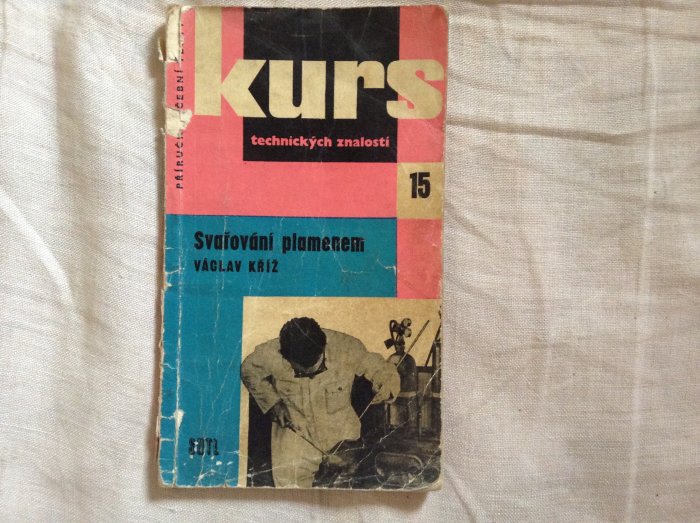 kurs
technických znalostí
15
Svařování plamenem
VÁCLAV KŘÍŽ
SNTL